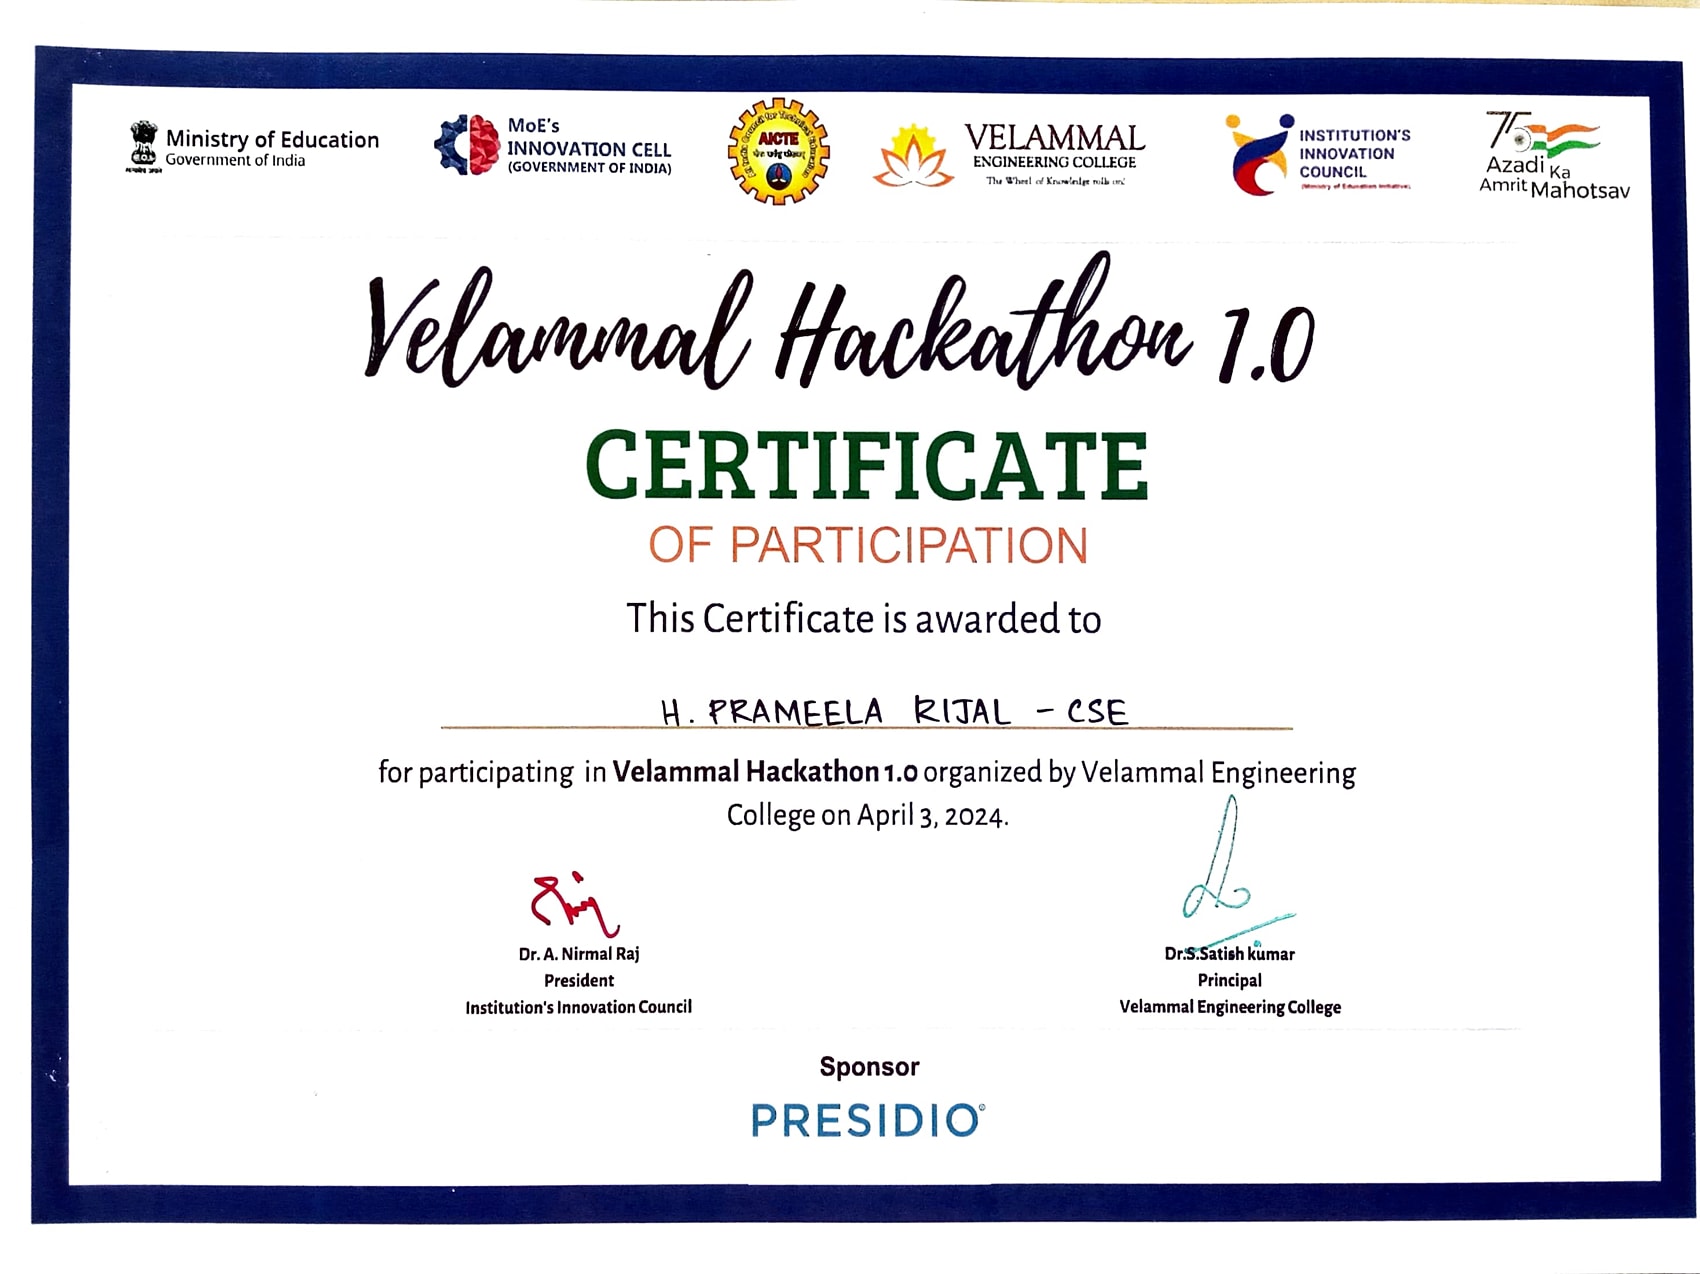 Ministry of Education
Government of India
MoE's
INNOVATION CELL
(GOVERNMENT OF INDIA)
AICTE
VELAMMAL
ENGINEERING COLLEGE
The Wheel of Knowledge rolls on!
INSTITUTION'S
INNOVATION
COUNCIL
(Ministry of Education Initiative)
75
Azadi Ka
Amrit Mahotsav
Velammal Hackathon 1.0
CERTIFICATE
OF PARTICIPATION
This Certificate is awarded to
H. PRAMEELA RIJAL - CSE
for participating in Velammal Hackathon 1.0 organized by Velammal Engineering
College on April 3, 2024.
Dr. A. Nirmal Raj
President
Institution's Innovation Council
Dr.S.Satish kumar
Principal
Velammal Engineering College
Sponsor
PRESIDIO